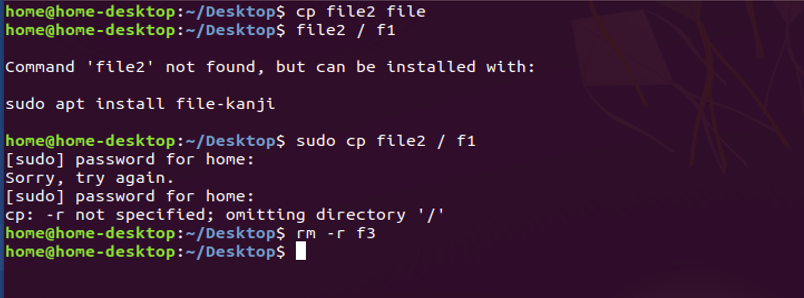 home@home-desktop:~/Desktop$ cp file2 file
home@home-desktop:~/Desktop$ file2 / f1
Command 'file2' not found, but can be installed with:
sudo apt install file-kanji
home@home-desktop:~/Desktop$ sudo cp file2 / f1
[sudo] password for home:
Sorry, try again.
[sudo] password for home:
cp: -r not specified; omitting directory '/'
home@home-desktop:~/Desktop$ rm -r f3
home@home-desktop:~/Desktop$